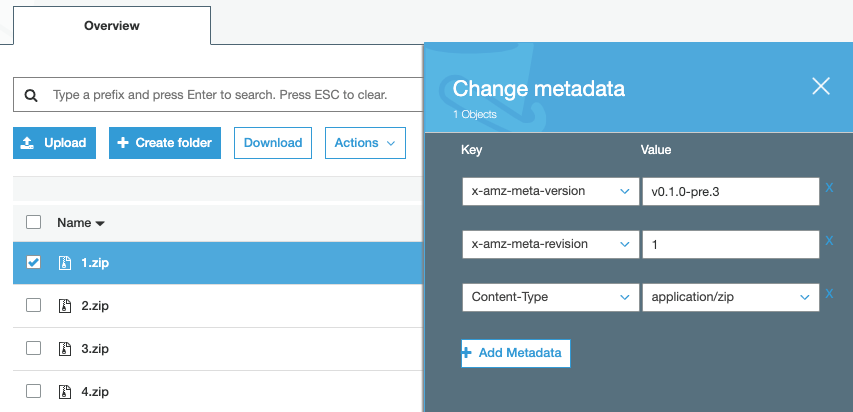 Overview
Type a prefix and press Enter to search. Press ESC to clear.
Upload
Create folder
Download
Actions
Name
1.zip
2.zip
3.zip
4.zip
Change metadata
1 Objects
Key Value
x-amz-meta-version v0.1.0-pre.3 X
x-amz-meta-revision 1 X
Content-Type application/zip X
Add Metadata